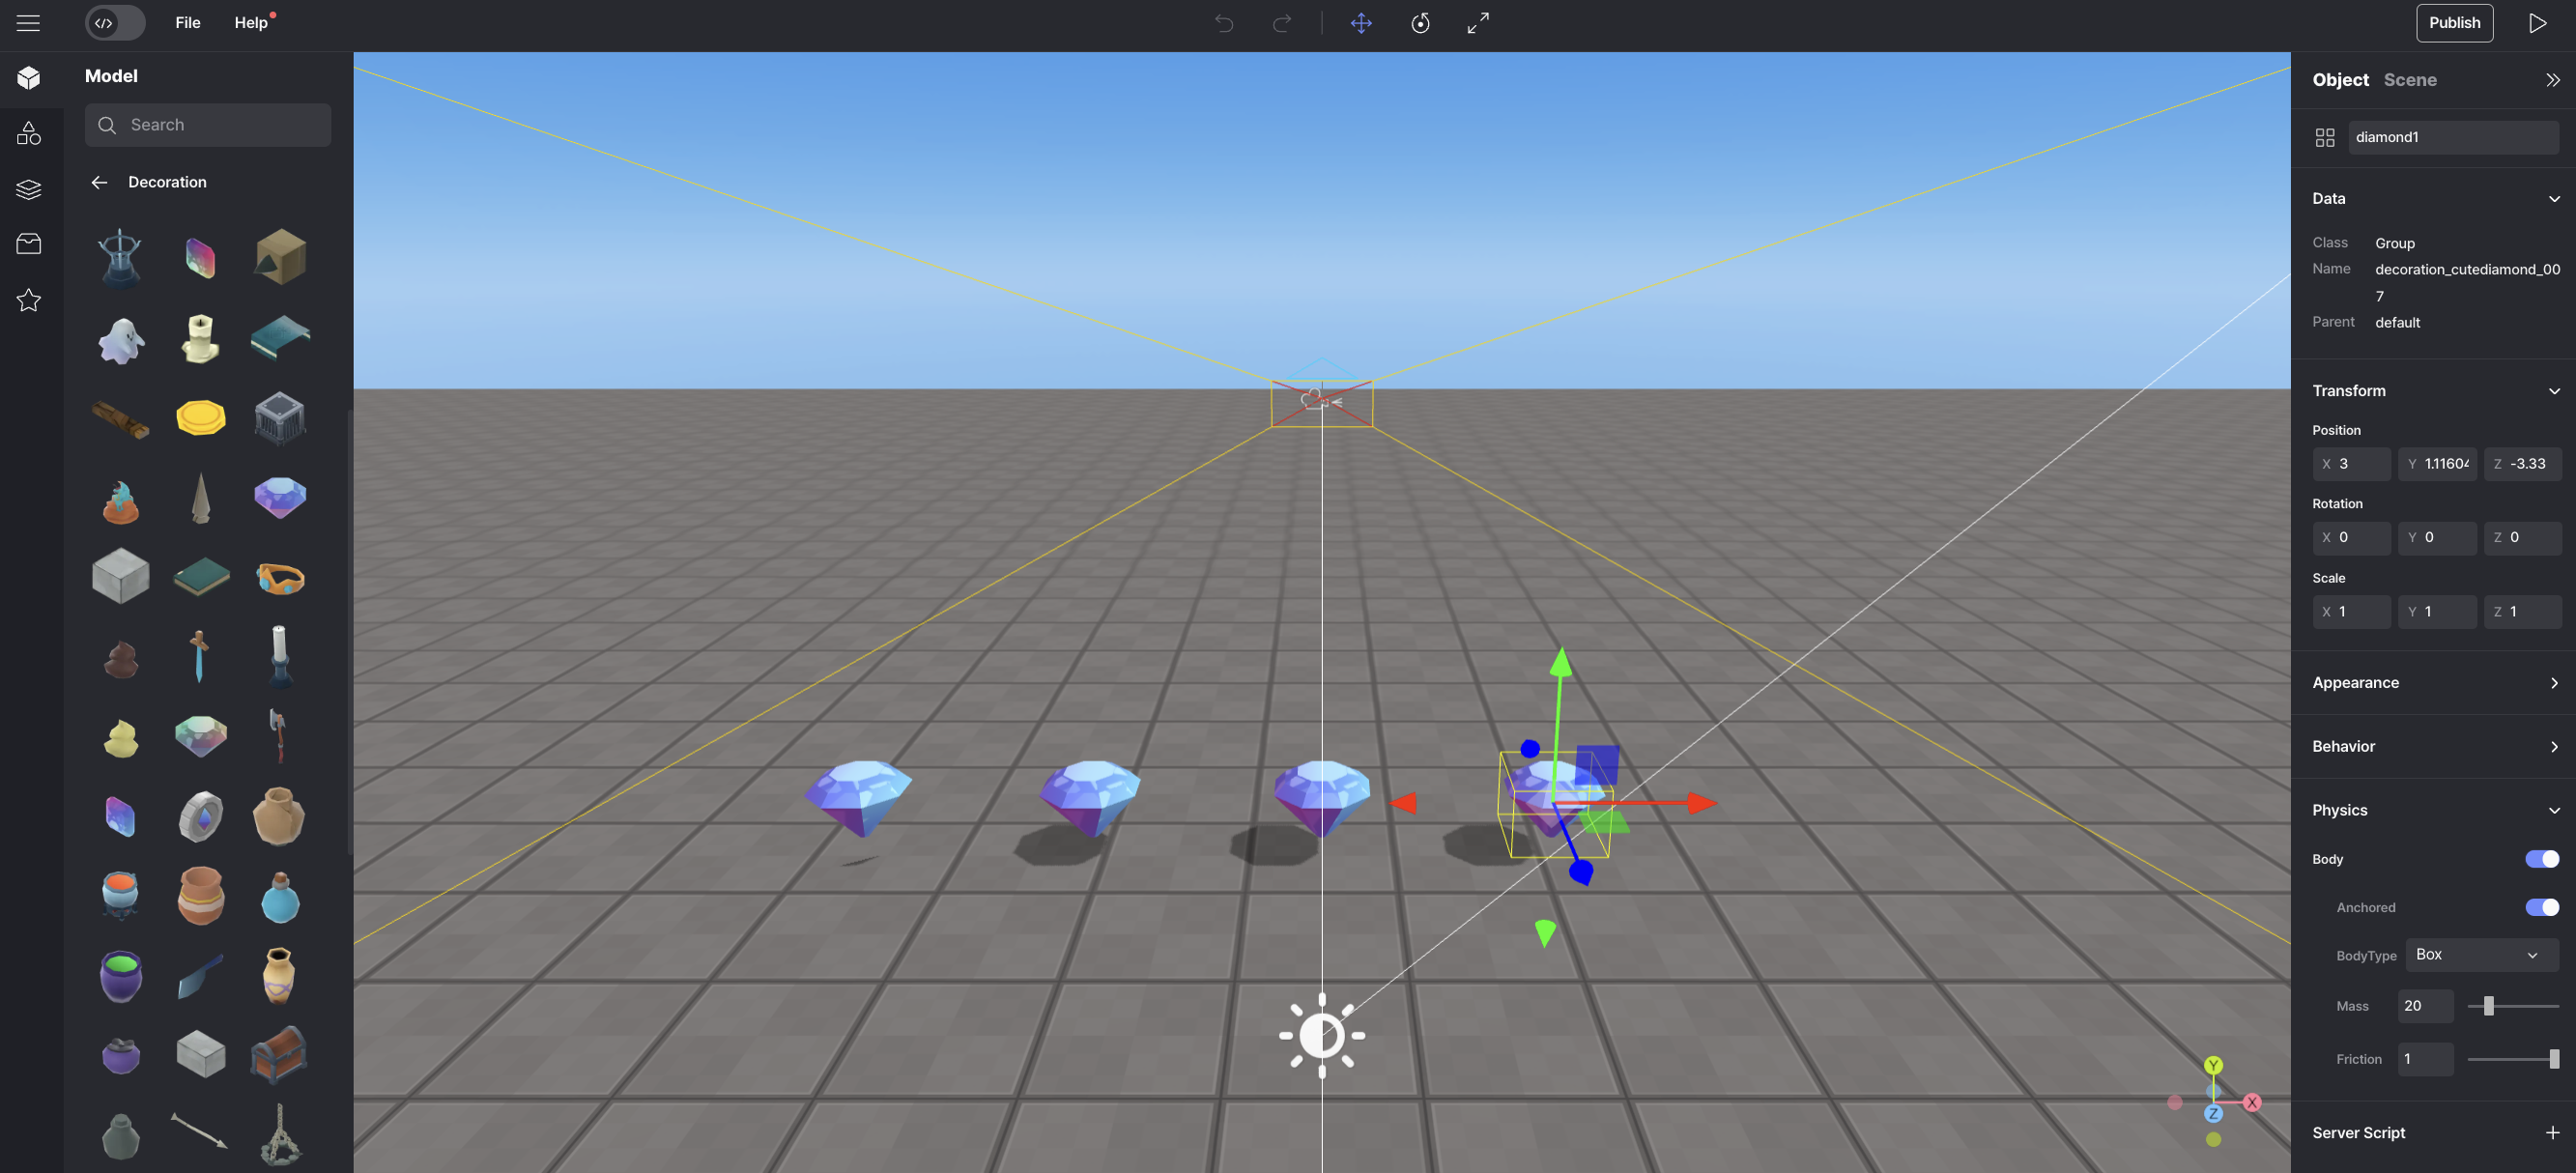 File Help Publish
Model
Search
Decoration
Object Scene
diamond1
Data
Class Group
Name decoration_cutediamond_00
7
Parent default
Transform
Position
X 3 Y 1.11604 Z -3.33
Rotation
X 0 Y 0 Z 0
Scale
X 1 Y 1 Z 1
Appearance
Behavior
Physics
Body
Anchored
BodyType Box
Mass 20
Friction 1
Server Script
Y
X
Z